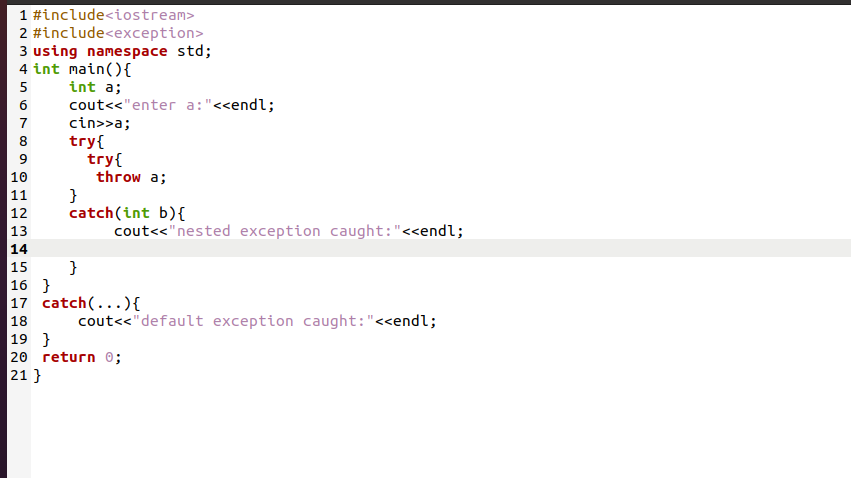 1 #include<iostream>
2 #include<exception>
3 using namespace std;
4 int main(){
5     int a;
6     cout<<"enter a:"<<endl;
7     cin>>a;
8     try{
9       try{
10        throw a;
11     }
12     catch(int b){
13          cout<<"nested exception caught:"<<endl;
14
15     }
16  }
17  catch(...){
18      cout<<"default exception caught:"<<endl;
19  }
20  return 0;
21 }